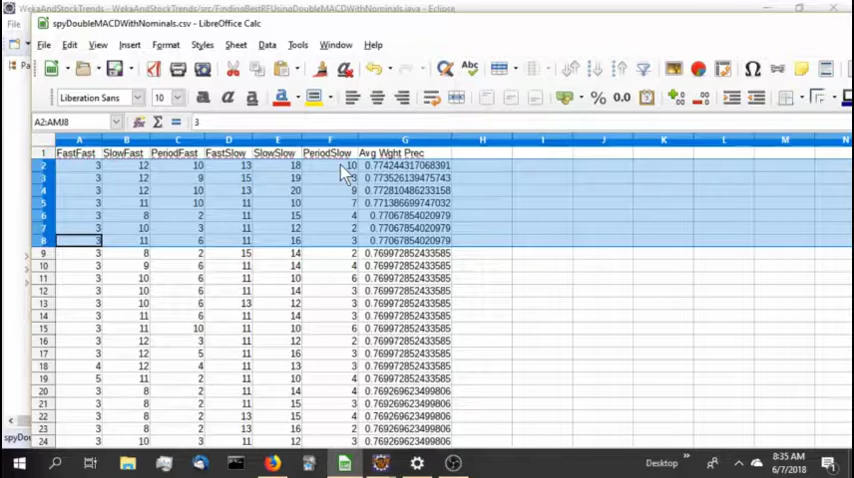 WekaAndStockTrends - WekaAndStockTrends/src/FindingBestRFUsingDoubleMACDWithNominals.java - Eclipse
spyDoubleMACDWithNominals.csv - LibreOffice Calc
File Edit View Insert Format Styles Sheet Data Tools Window Help
Liberation Sans 10
A2:AMJ8 3
A B C D E F G H I J K L M
1 FastFast SlowFast PeriodFast FastSlow SlowSlow PeriodSlow Avg Wght Prec
2 3 12 10 13 18 10 0.774244317068391
3 3 12 9 15 19 3 0.773526139475743
4 3 12 10 13 20 9 0.772810486233158
5 3 11 10 11 10 7 0.771386699747032
6 3 8 2 11 15 4 0.77067854020979
7 3 10 3 11 12 2 0.77067854020979
8 3 11 6 11 16 3 0.77067854020979
9 3 8 2 15 14 2 0.769972852433585
10 3 9 6 11 14 4 0.769972852433585
11 3 10 6 11 10 6 0.769972852433585
12 3 10 6 11 14 3 0.769972852433585
13 3 10 6 13 12 3 0.769972852433585
14 3 11 6 11 14 3 0.769972852433585
15 3 11 10 11 10 6 0.769972852433585
16 3 12 3 11 12 2 0.769972852433585
17 3 12 5 11 16 3 0.769972852433585
18 4 12 4 11 13 3 0.769972852433585
19 5 11 2 11 10 4 0.769972852433585
20 3 8 2 11 14 4 0.769269623499806
21 3 8 2 11 15 3 0.769269623499806
22 3 8 2 13 15 4 0.769269623499806
23 3 8 2 15 14 3 0.769269623499806
24 3 10 3 11 12 3 0.769269623499806
Desktop
8:35 AM
6/7/2018